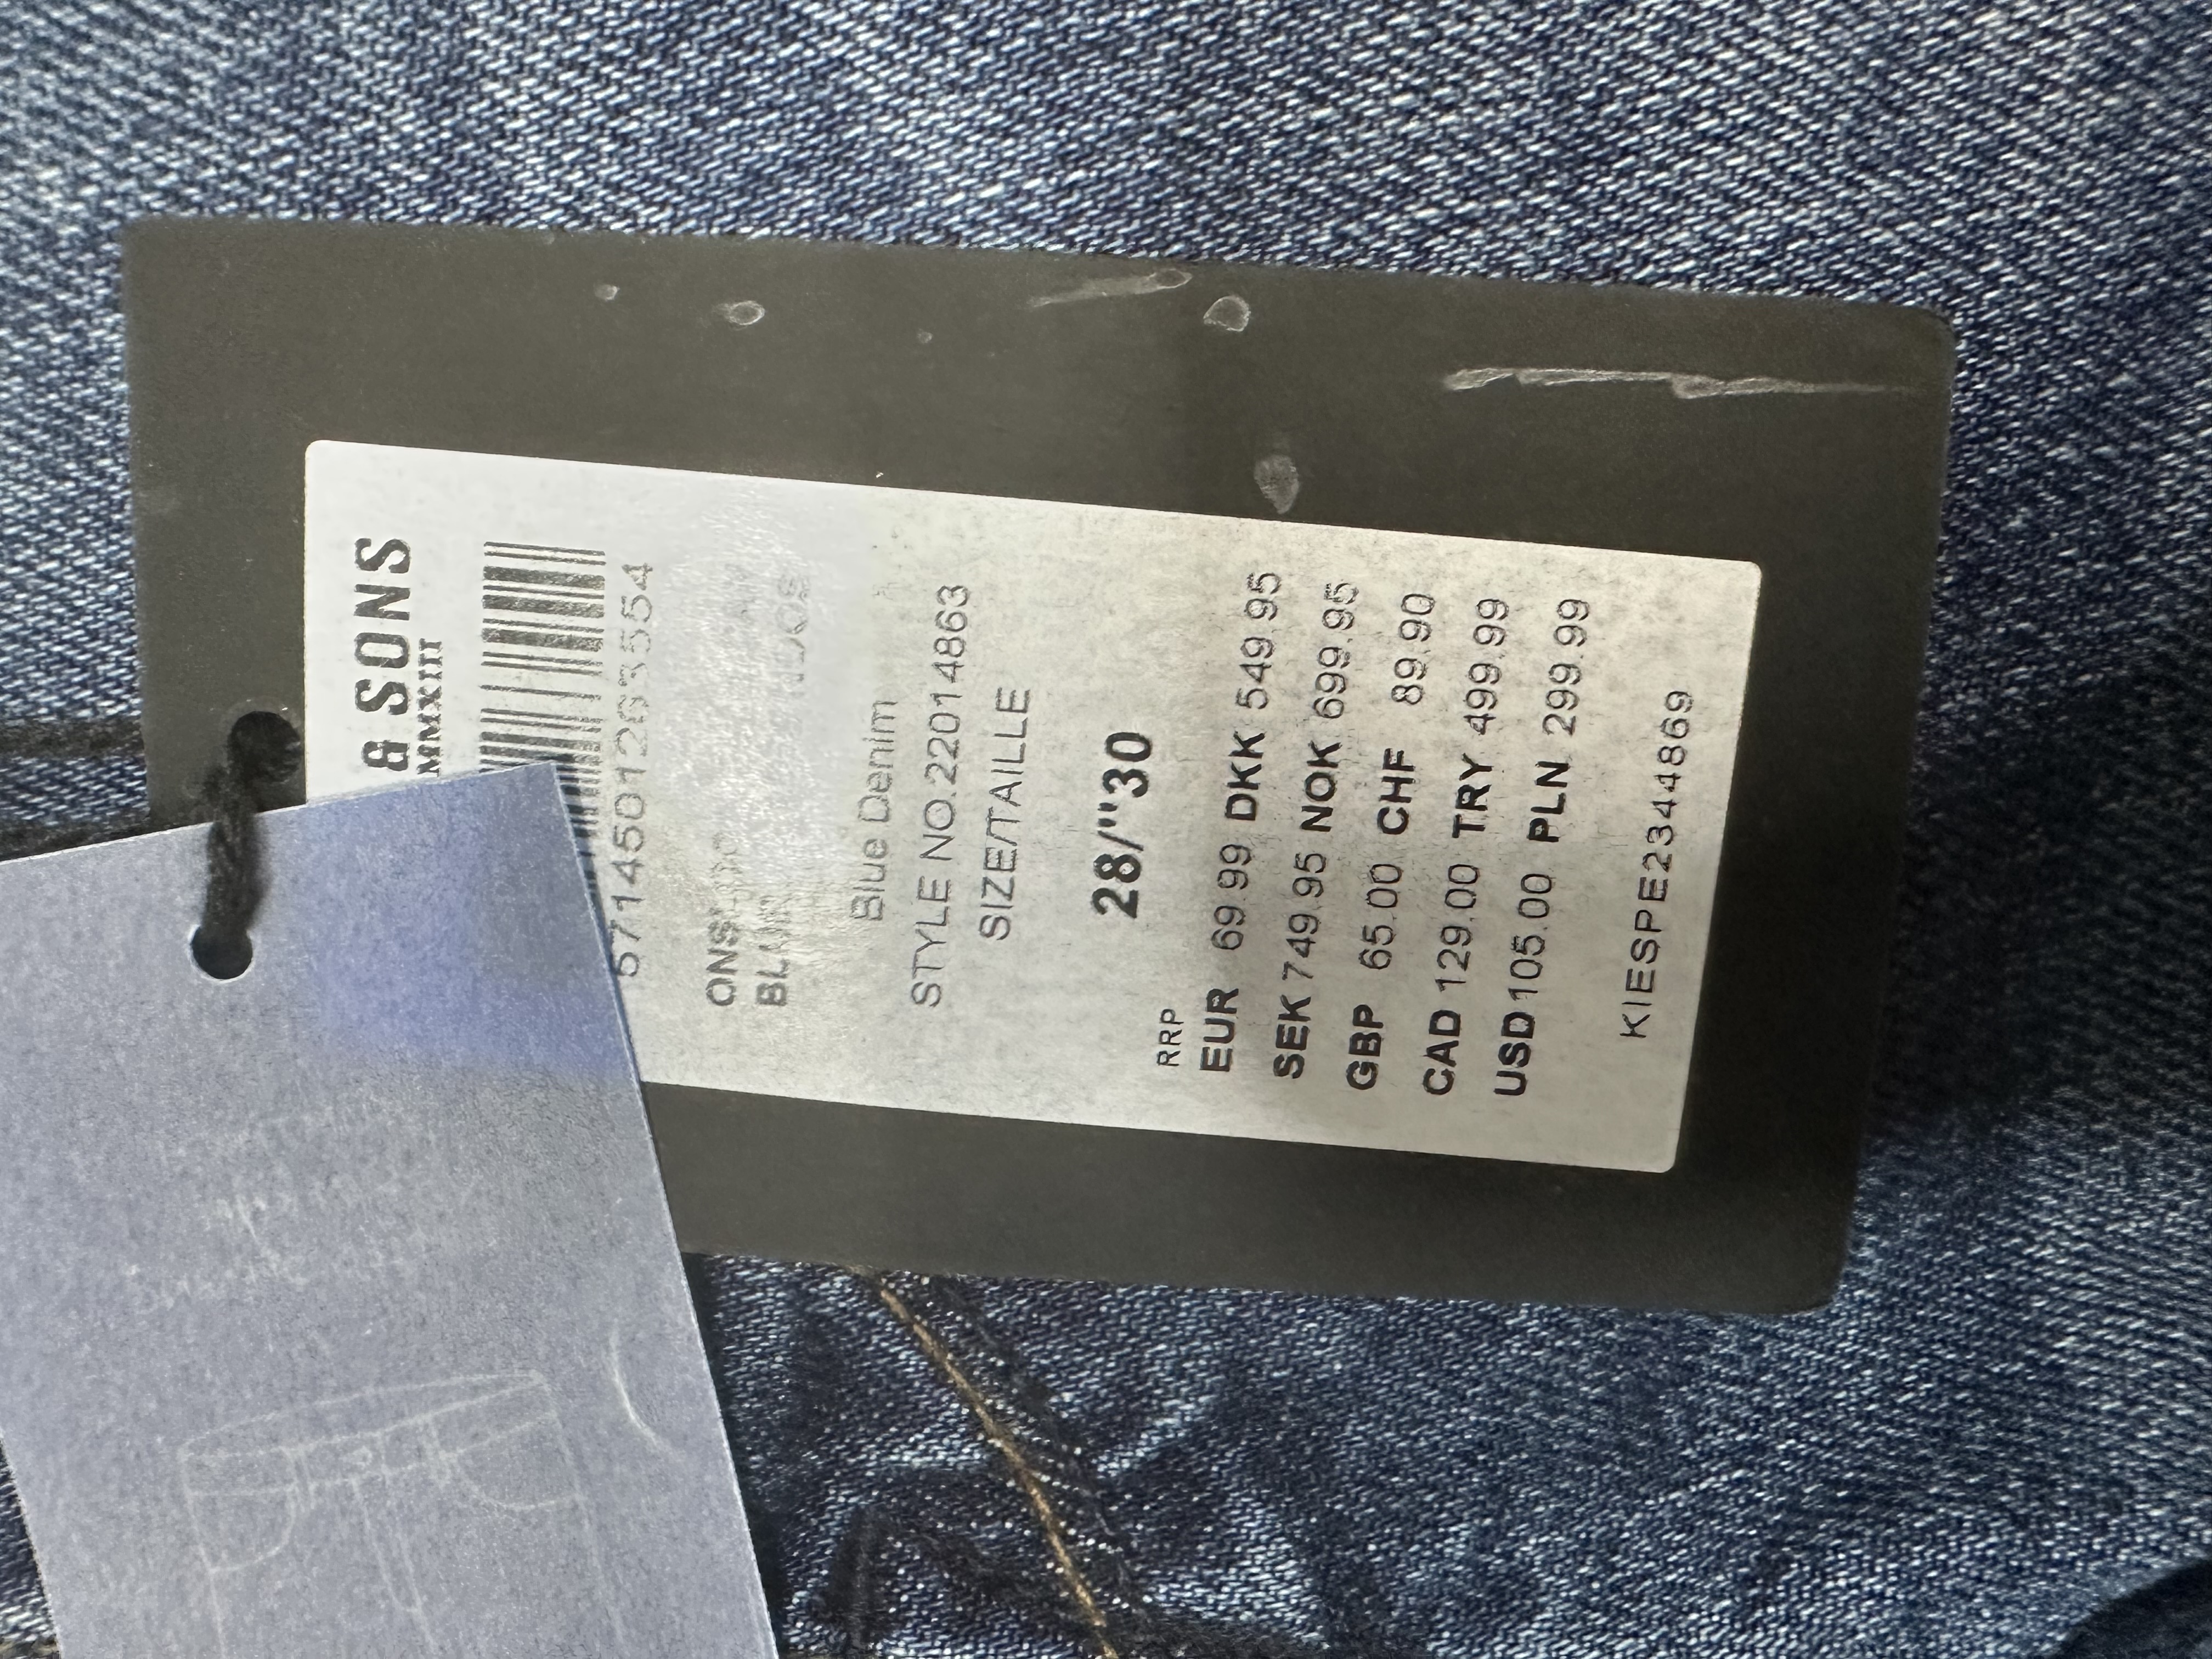 & SONS
MMXIII
5714501263554
Blue Denim
STYLE NO.22014863
SIZE/TAILLE
28/"30
RRP
EUR 69.99 DKK 549.95
SEK 749.95 NOK 699.95
GBP 65.00 CHF 89.90
CAD 129.00 TRY 499.99
USD 105.00 PLN 299.99
KIESPE2344869